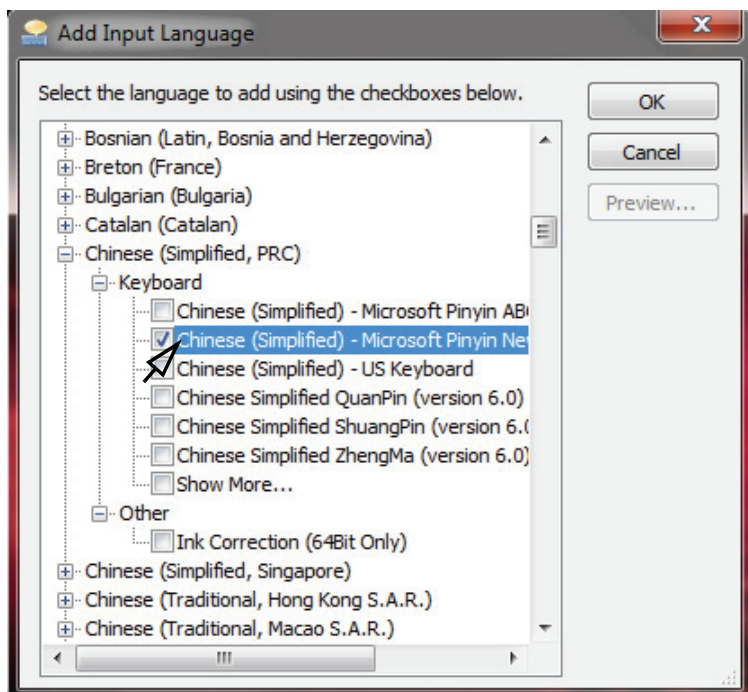 Add Input Language
Select the language to add using the checkboxes below.
OK
Cancel
Preview...
Bosnian (Latin, Bosnia and Herzegovina)
Breton (France)
Bulgarian (Bulgaria)
Catalan (Catalan)
Chinese (Simplified, PRC)
Keyboard
Chinese (Simplified) - Microsoft Pinyin AB
Chinese (Simplified) - Microsoft Pinyin Ne
Chinese (Simplified) - US Keyboard
Chinese Simplified QuanPin (version 6.0)
Chinese Simplified ShuangPin (version 6.
Chinese Simplified ZhengMa (version 6.0)
Show More...
Other
Ink Correction (64Bit Only)
Chinese (Simplified, Singapore)
Chinese (Traditional, Hong Kong S.A.R.)
Chinese (Traditional, Macao S.A.R.)